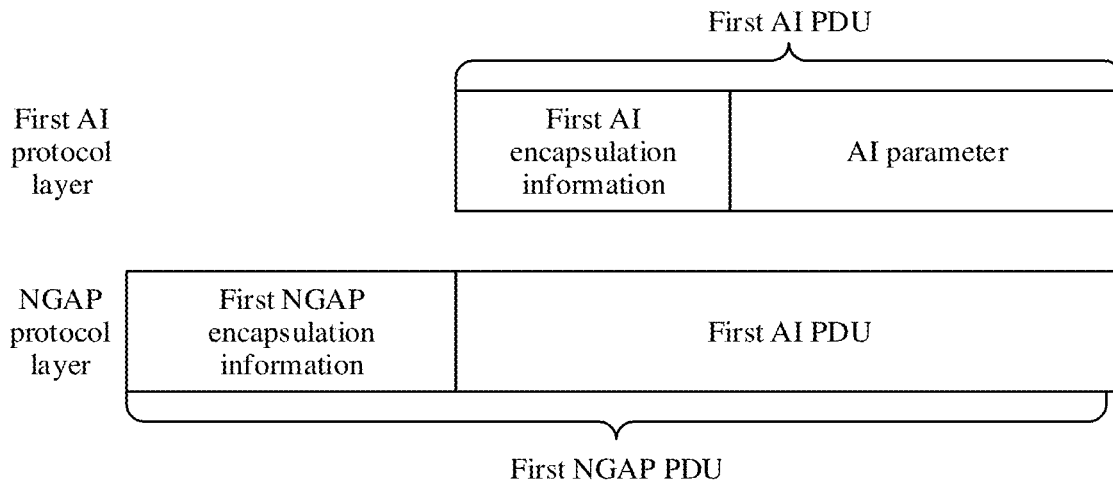 First AI PDU
First AI
protocol
layer
First AI
encapsulation
information
AI parameter
NGAP
protocol
layer
First NGAP
encapsulation
information
First AI PDU
First NGAP PDU